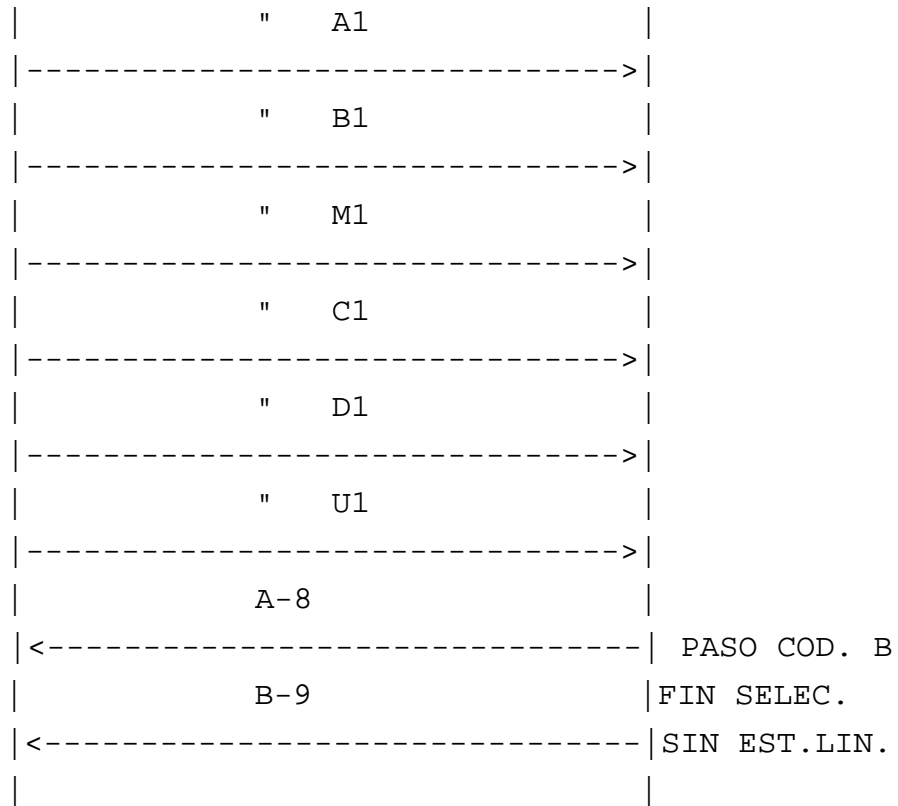 |            "   A1              |
|------------------------------->|
|            "   B1              |
|------------------------------->|
|            "   M1              |
|------------------------------->|
|            "   C1              |
|------------------------------->|
|            "   D1              |
|------------------------------->|
|            "   U1              |
|------------------------------->|
|            A-8                 |
|<-------------------------------| PASO COD. B
|            B-9                 |FIN SELEC.
|<-------------------------------|SIN EST.LIN.
|                                |